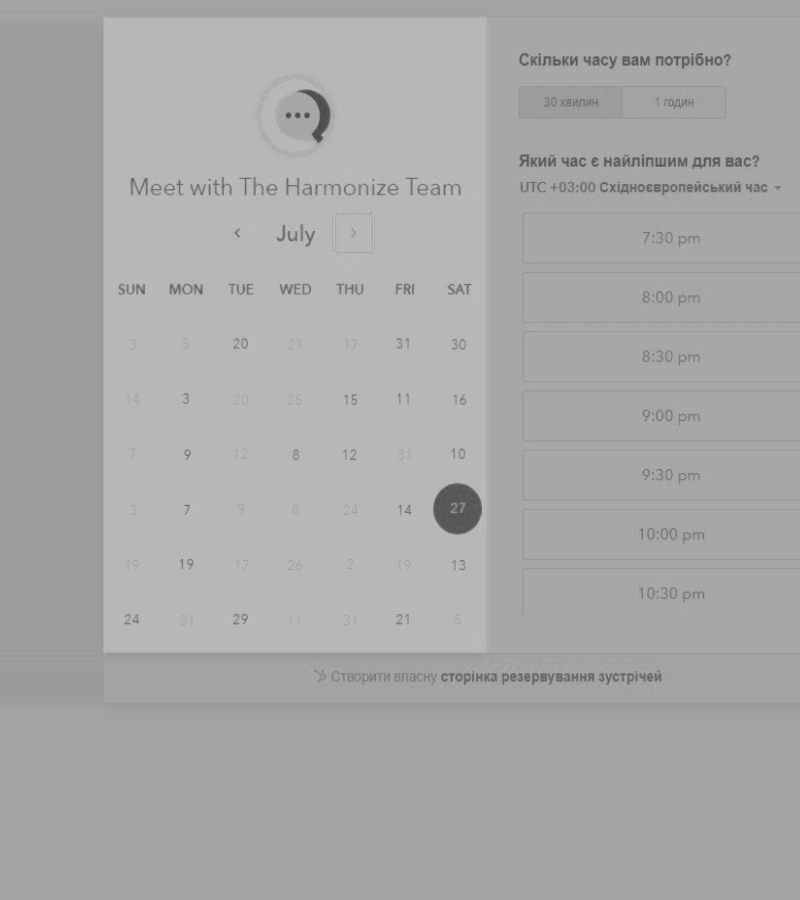 Meet with The Harmonize Team
July
SUN MON TUE WED THU FRI SAT
3 5 20 21 17 31 30
14 3 20 25 15 11 16
7 9 12 8 12 31 10
3 7 9 8 24 14 27
19 19 17 26 2 19 13
24 31 29 11 31 21 5
Скільки часу вам потрібно?
30 хвилин 1 годин
Який час є найліпшим для вас?
UTC +03:00 Східноєвропейський час
7:30 pm
8:00 pm
8:30 pm
9:00 pm
9:30 pm
10:00 pm
10:30 pm
Створити власну сторінка резервування зустрічей